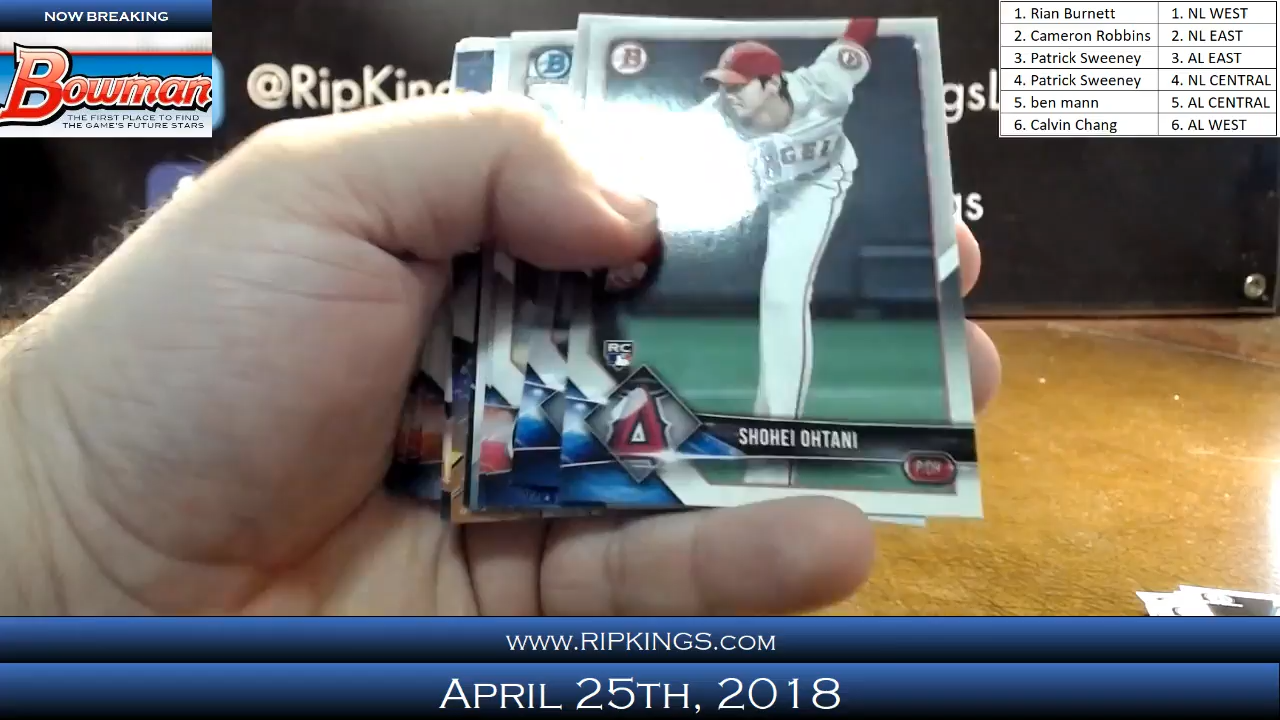 NOW BREAKING
Bowman
THE FIRST PLACE TO FIND
THE GAME'S FUTURE STARS
@RipKing
gsL
gs
1. Rian Burnett 1. NL WEST
2. Cameron Robbins 2. NL EAST
3. Patrick Sweeney 3. AL EAST
4. Patrick Sweeney 4. NL CENTRAL
5. ben mann 5. AL CENTRAL
6. Calvin Chang 6. AL WEST
B
RC
A
SHOHEI OHTANI
P-DH
WWW.RIPKINGS.COM
APRIL 25TH, 2018